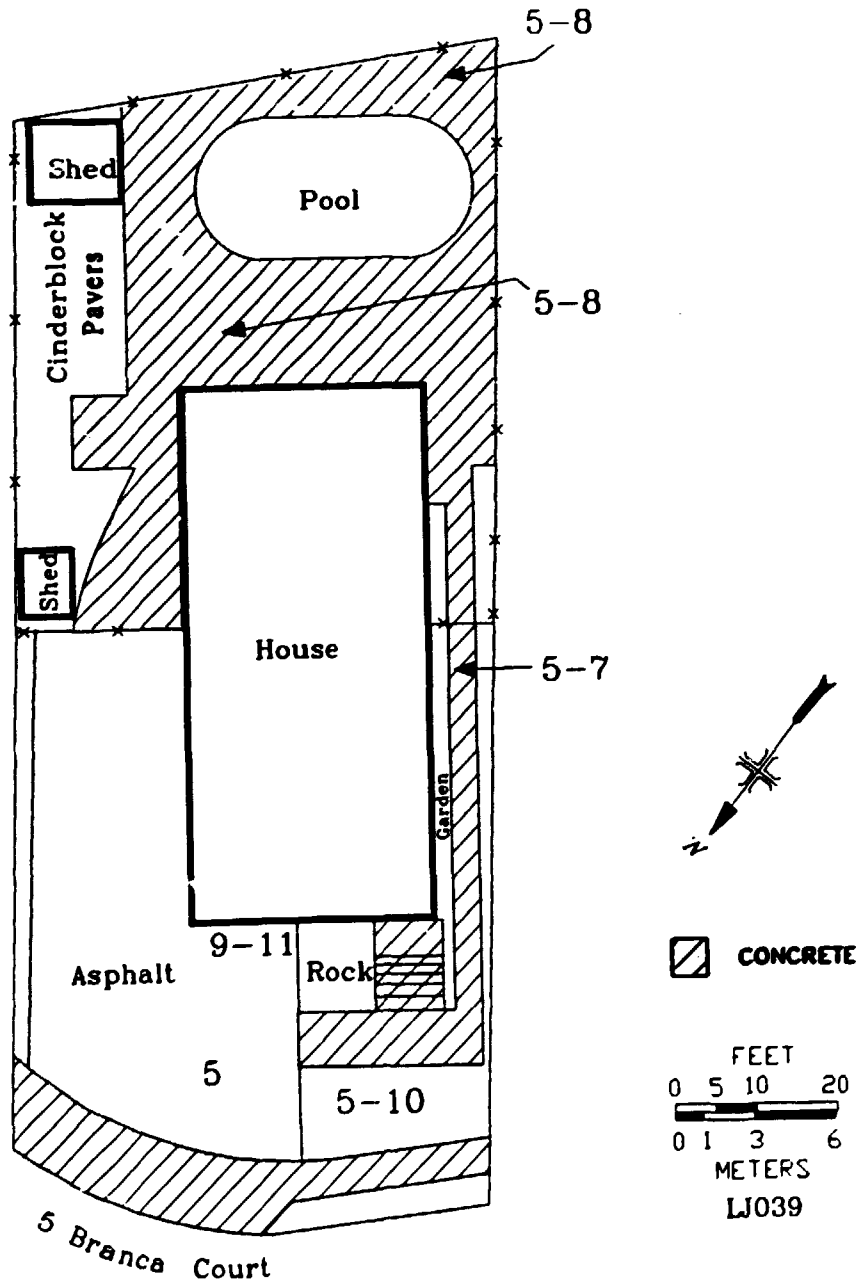 5-8
Shed
Pool
Cinderblock
Pavers
5-8
Shed
House
5-7
Garden
N
9-11
Asphalt
Rock
CONCRETE
5
5-10
FEET
0 5 10 20
0 1 3 6
METERS
LJ039
5 Branca Court